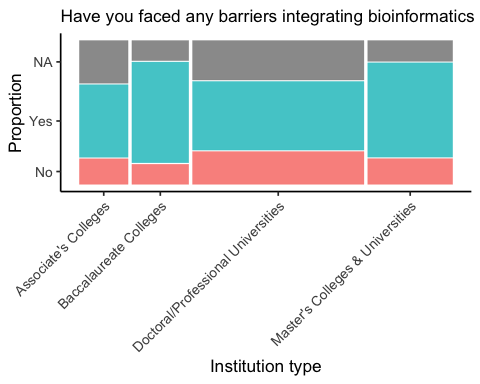 Have you faced any barriers integrating bioinformatics
Proportion
NA
Yes
No
Associate's Colleges
Baccalaureate Colleges
Doctoral/Professional Universities
Master's Colleges & Universities
Institution type